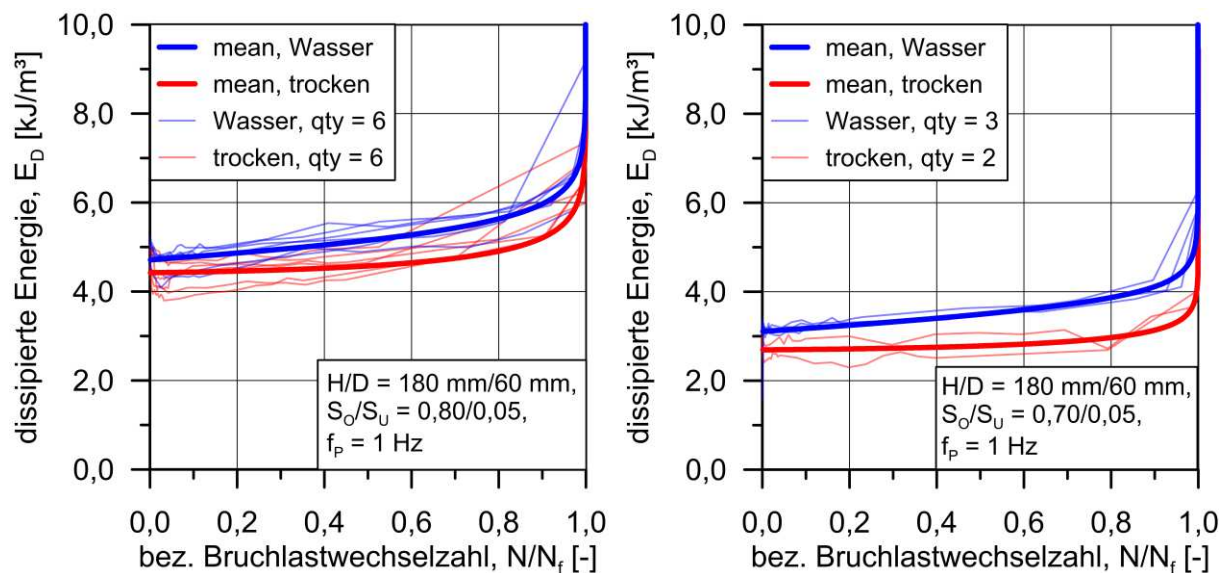 dissipierte Energie, E_D [kJ/m³]
10,0
8,0
6,0
4,0
2,0
0,0
mean, Wasser
mean, trocken
Wasser, qty = 6
trocken, qty = 6
H/D = 180 mm/60 mm,
S_O/S_U = 0,80/0,05,
f_P = 1 Hz
0,0 0,2 0,4 0,6 0,8 1,0
bez. Bruchlastwechselzahl, N/N_f [-]
dissipierte Energie, E_D [kJ/m³]
10,0
8,0
6,0
4,0
2,0
0,0
mean, Wasser
mean, trocken
Wasser, qty = 3
trocken, qty = 2
H/D = 180 mm/60 mm,
S_O/S_U = 0,70/0,05,
f_P = 1 Hz
0,0 0,2 0,4 0,6 0,8 1,0
bez. Bruchlastwechselzahl, N/N_f [-]